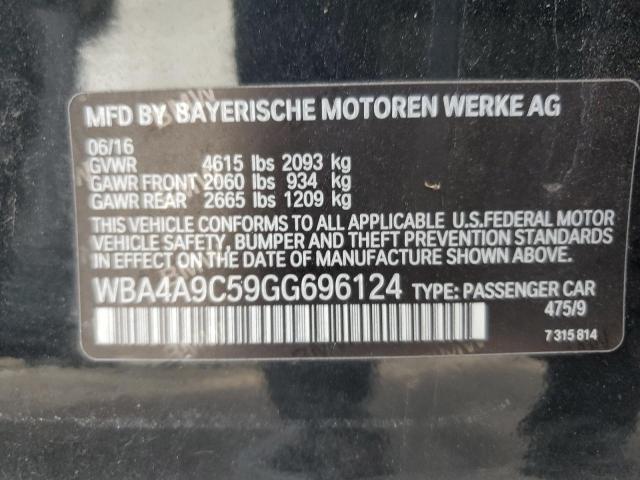 MFD BY BAYERISCHE MOTOREN WERKE AG
06/16
GVWR 4615 lbs 2093 kg
GAWR FRONT 2060 lbs 934 kg
GAWR REAR 2665 lbs 1209 kg
THIS VEHICLE CONFORMS TO ALL APPLICABLE U.S.FEDERAL MOTOR
VEHICLE SAFETY, BUMPER AND THEFT PREVENTION STANDARDS
IN EFFECT ON THE DATE OF MANUFACTURE SHOWN ABOVE.
WBA4A9C59GG696124 TYPE: PASSENGER CAR
475/9
7 315 814